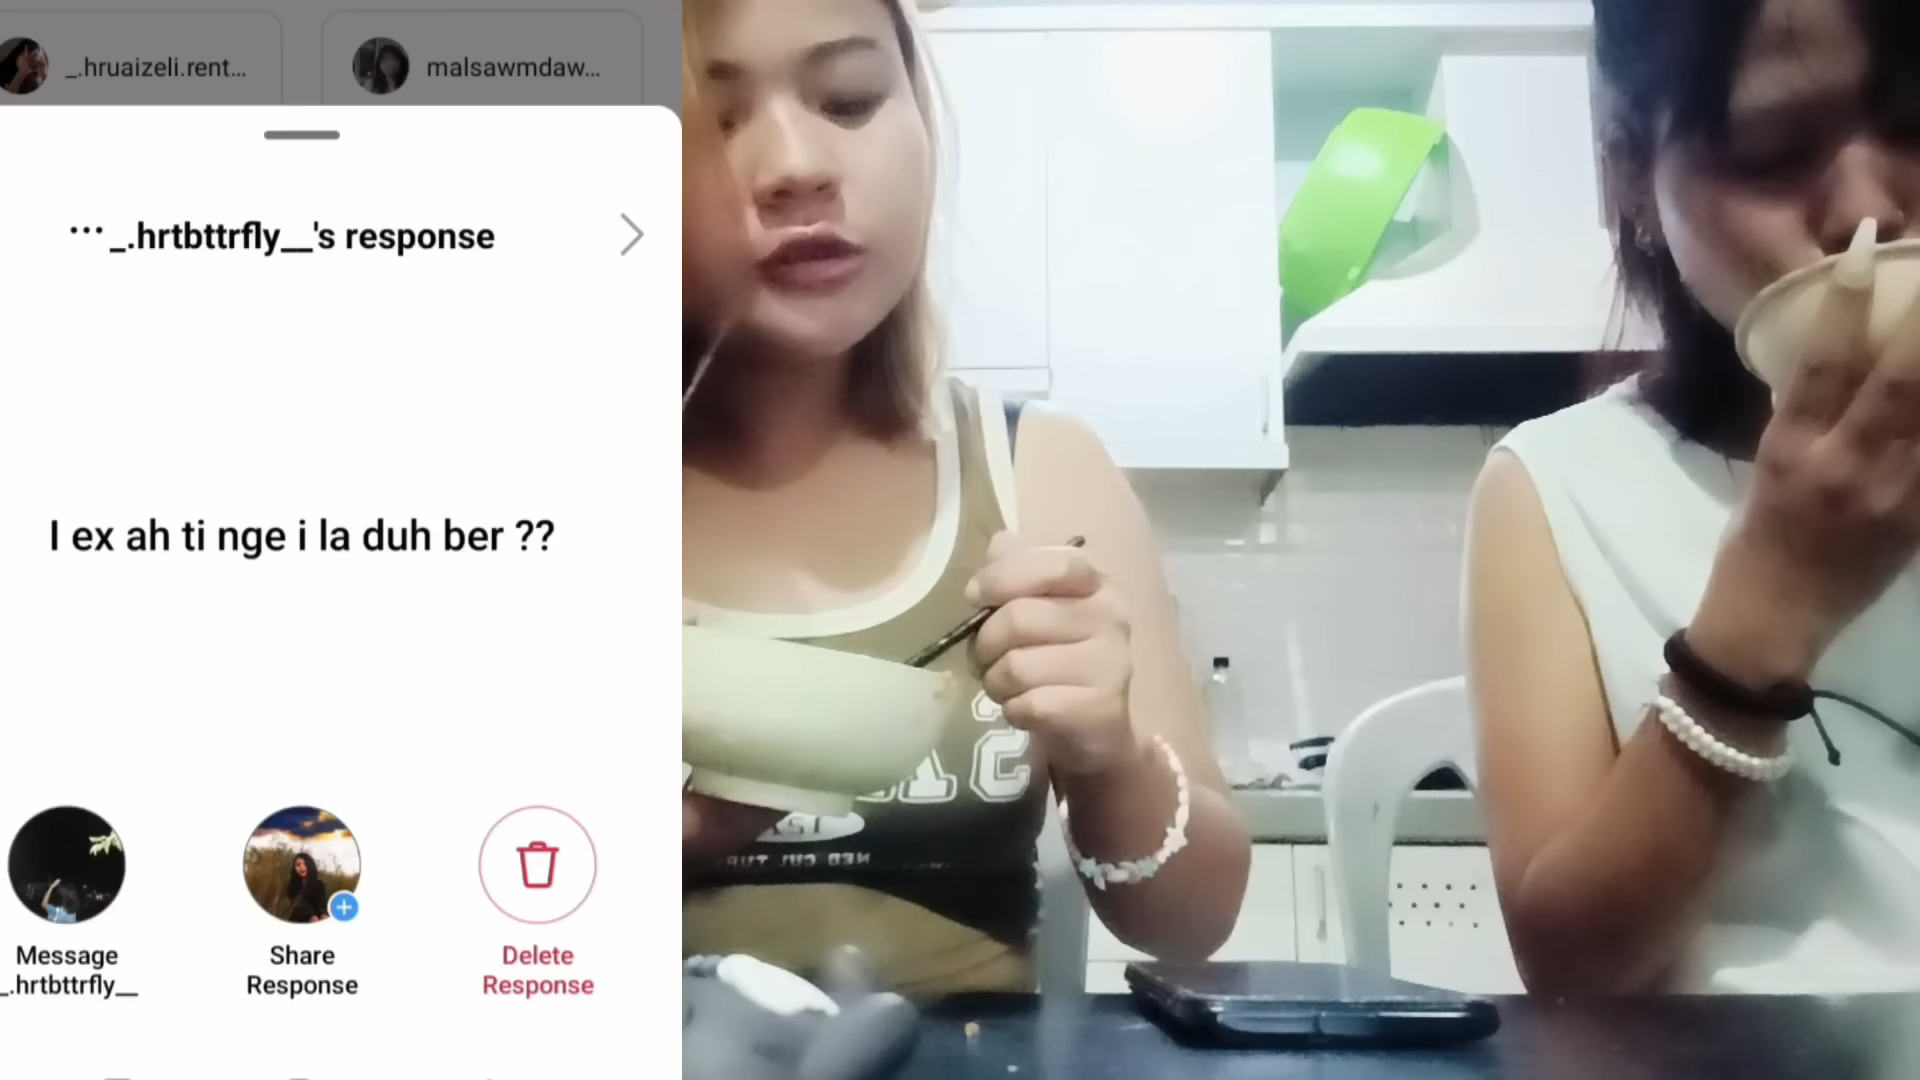 _.hruaizeli.rent...
malsawmdaw...
_.hrtbttrfly__'s response
I ex ah ti nge i la duh ber ??
Message
_.hrtbttrfly__
Share
Response
Delete
Response